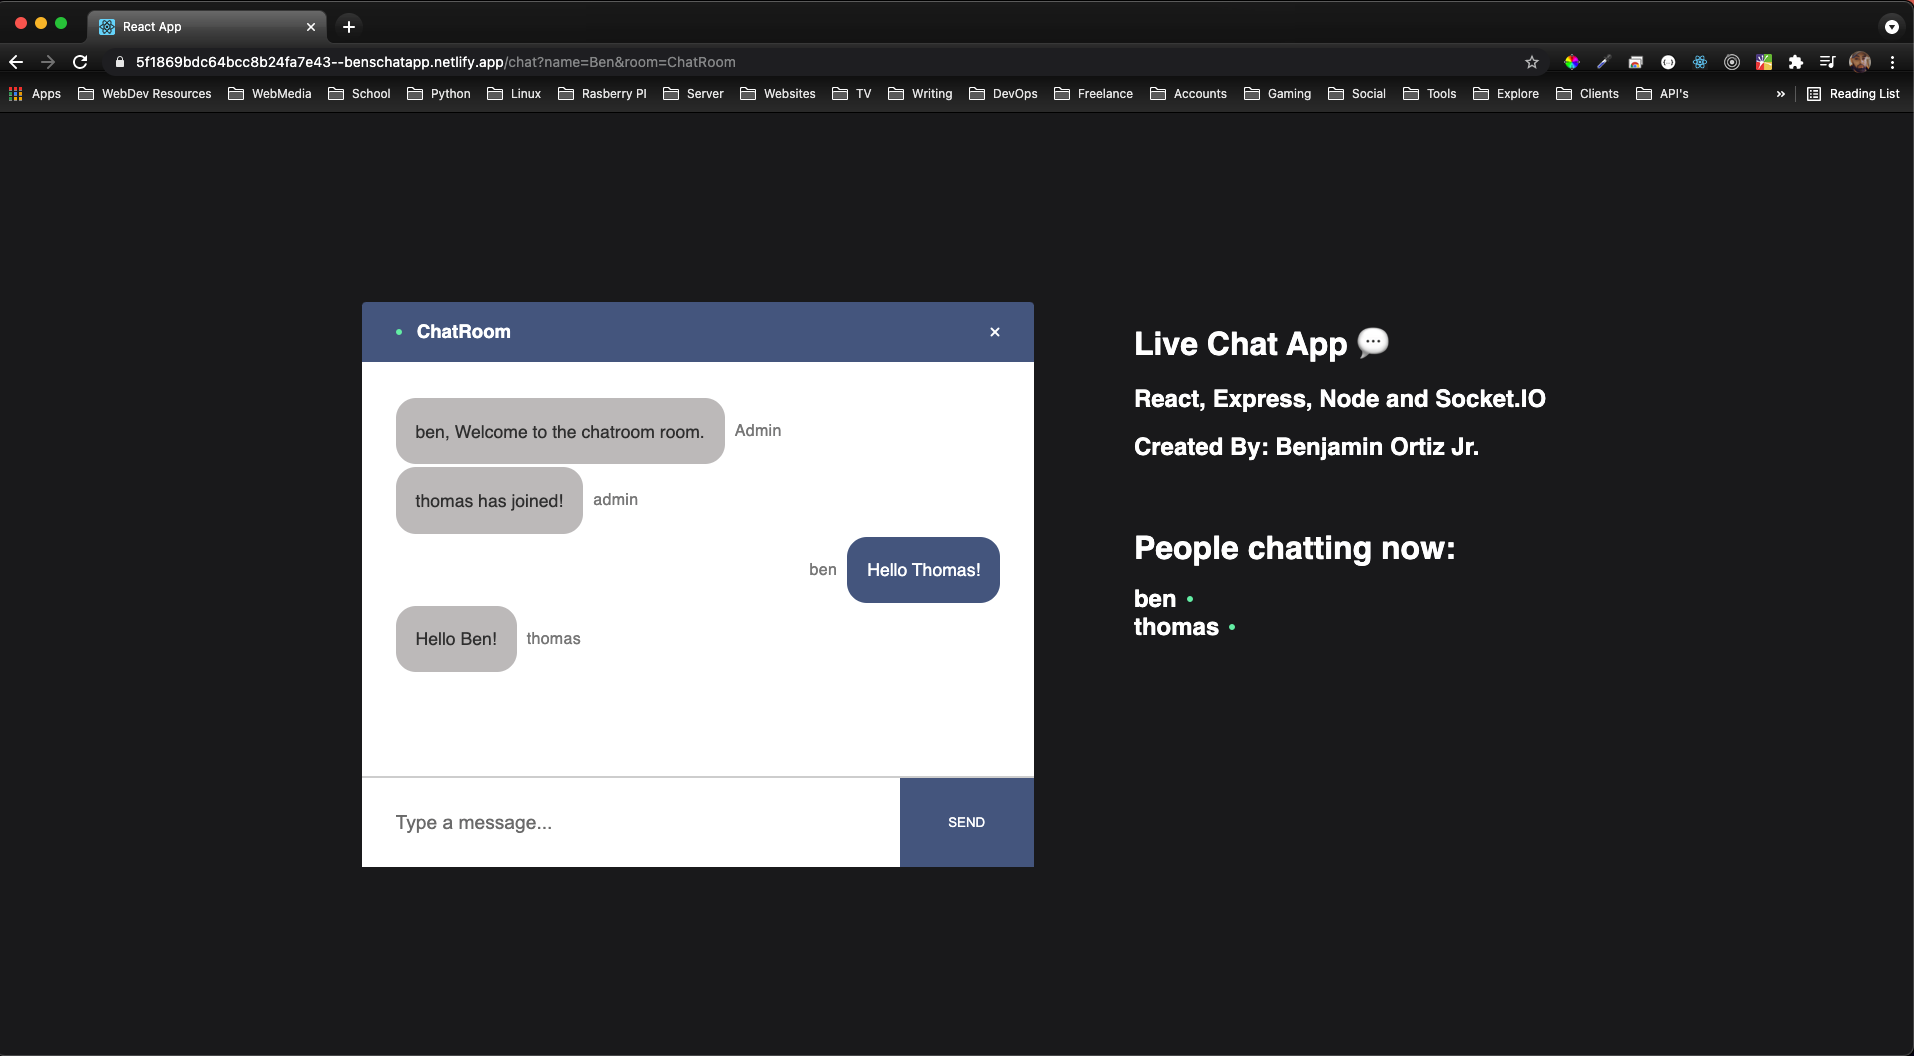 React App
5f1869bdc64bcc8b24fa7e43--benschatapp.netlify.app/chat?name=Ben&room=ChatRoom
Apps WebDev Resources WebMedia School Python Linux Rasberry PI Server Websites TV Writing DevOps Freelance Accounts Gaming Social Tools Explore Clients API's » Reading List
ChatRoom
ben, Welcome to the chatroom room. Admin
thomas has joined! admin
ben Hello Thomas!
Hello Ben! thomas
Type a message... SEND
Live Chat App 💬
React, Express, Node and Socket.IO
Created By: Benjamin Ortiz Jr.
People chatting now:
ben
thomas